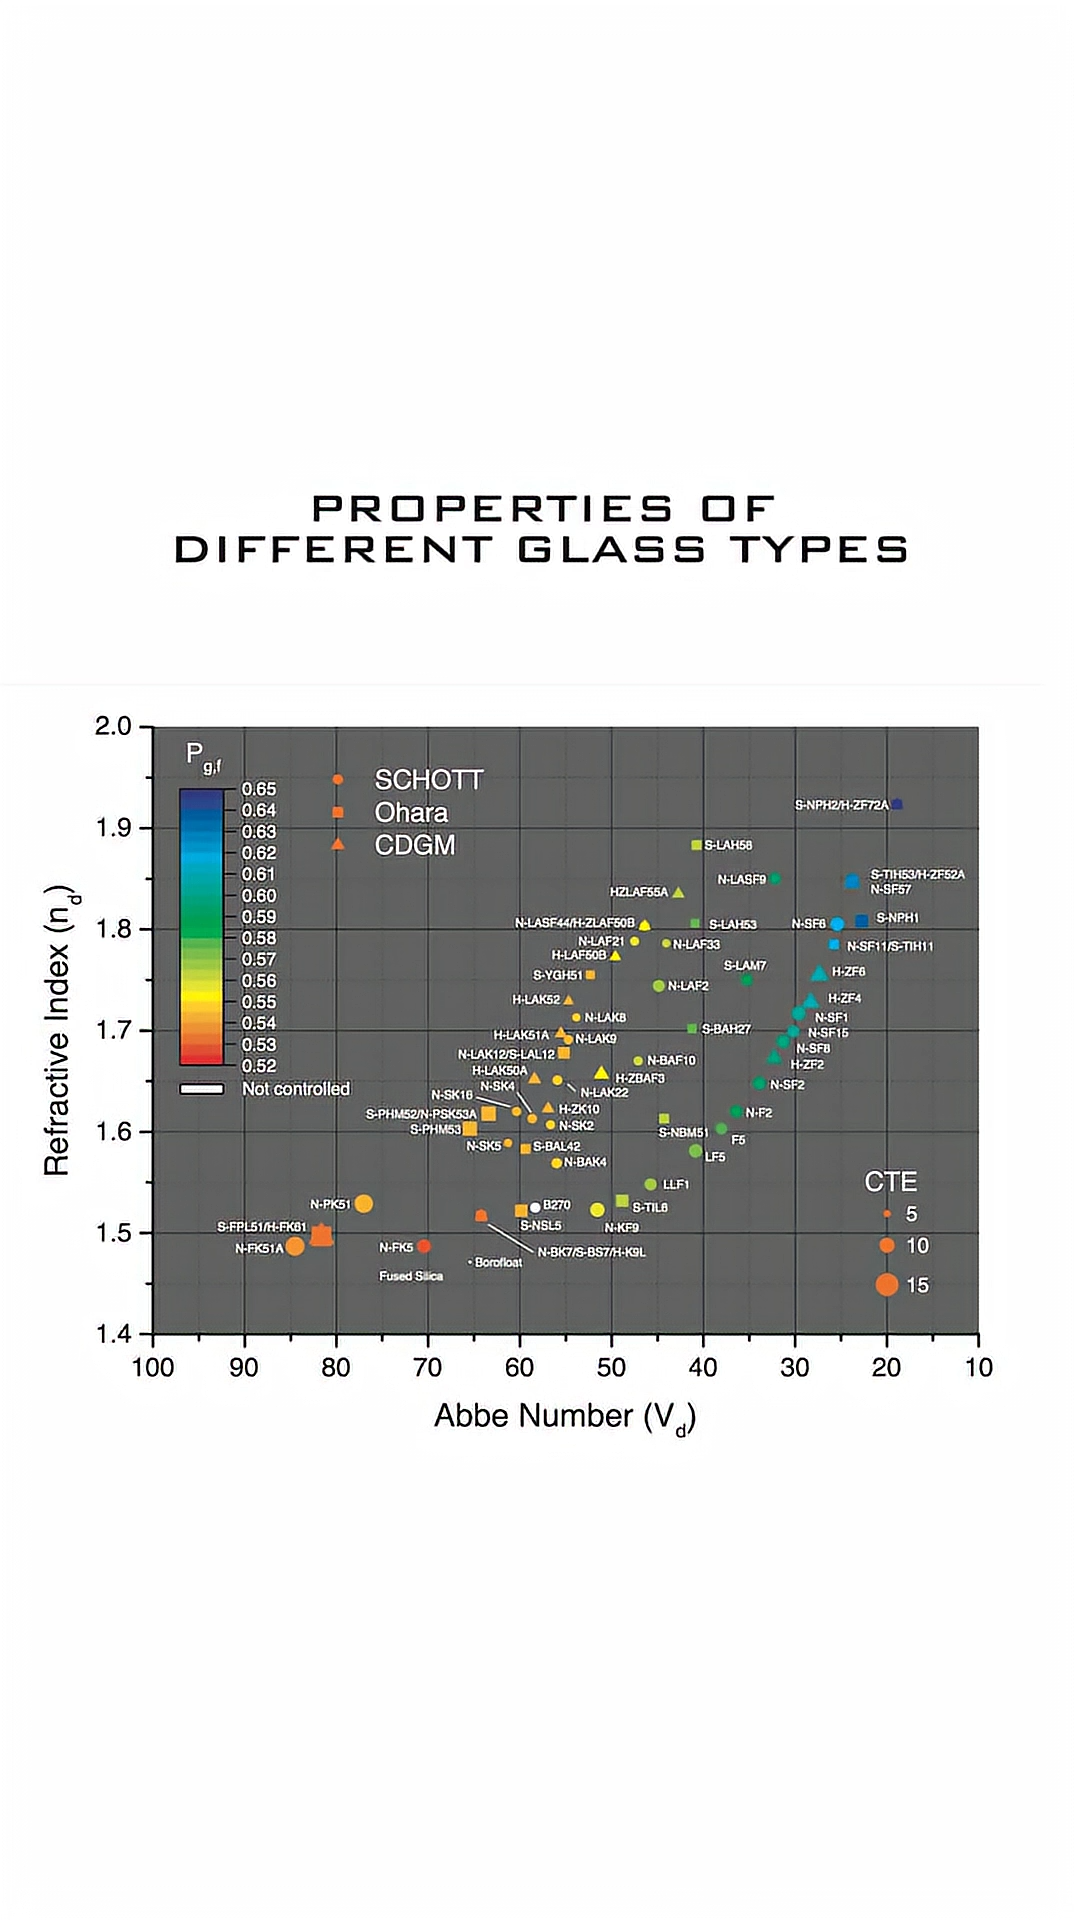 PROPERTIES OF
DIFFERENT GLASS TYPES
2.0
1.9
1.8
1.7
1.6
1.5
1.4
Refractive Index (nd)
Pg,f
0.65
0.64
0.63
0.62
0.61
0.60
0.59
0.58
0.57
0.56
0.55
0.54
0.53
0.52
Not controlled
SCHOTT
Ohara
CDGM
S-NPH2/H-ZF72A
S-LAH58
N-LASF9
S-TIH53/H-ZF52A
N-SF57
HZLAF55A
N-LASF44/H-ZLAF50B
S-LAH53
N-SF6
S-NPH1
N-LAF21
N-LAF33
N-SF11/S-TIH11
H-LAF50B
S-YGH51
S-LAM7
H-ZF6
N-LAF2
H-LAK52
H-ZF4
N-LAK8
N-SF1
H-LAK51A
N-LAK9
S-BAH27
N-SF15
N-LAK12/S-LAL12
N-SF8
H-LAK50A
N-BAF10
H-ZF2
N-SK4
H-ZBAF3
N-SF2
N-SK16
N-LAK22
S-PHM52/N-PSK53A
H-ZK10
N-F2
S-PHM53
N-SK2
S-NBM51
F5
N-SK5
S-BAL42
LF5
N-BAK4
LLF1
N-PK51
B270
S-TIL6
S-FPL51/H-FK61
S-NSL5
N-KF9
N-FK51A
N-FK5
N-BK7/S-BS7/H-K9L
Borofloat
Fused Silica
CTE
5
10
15
100 90 80 70 60 50 40 30 20 10
Abbe Number (Vd)